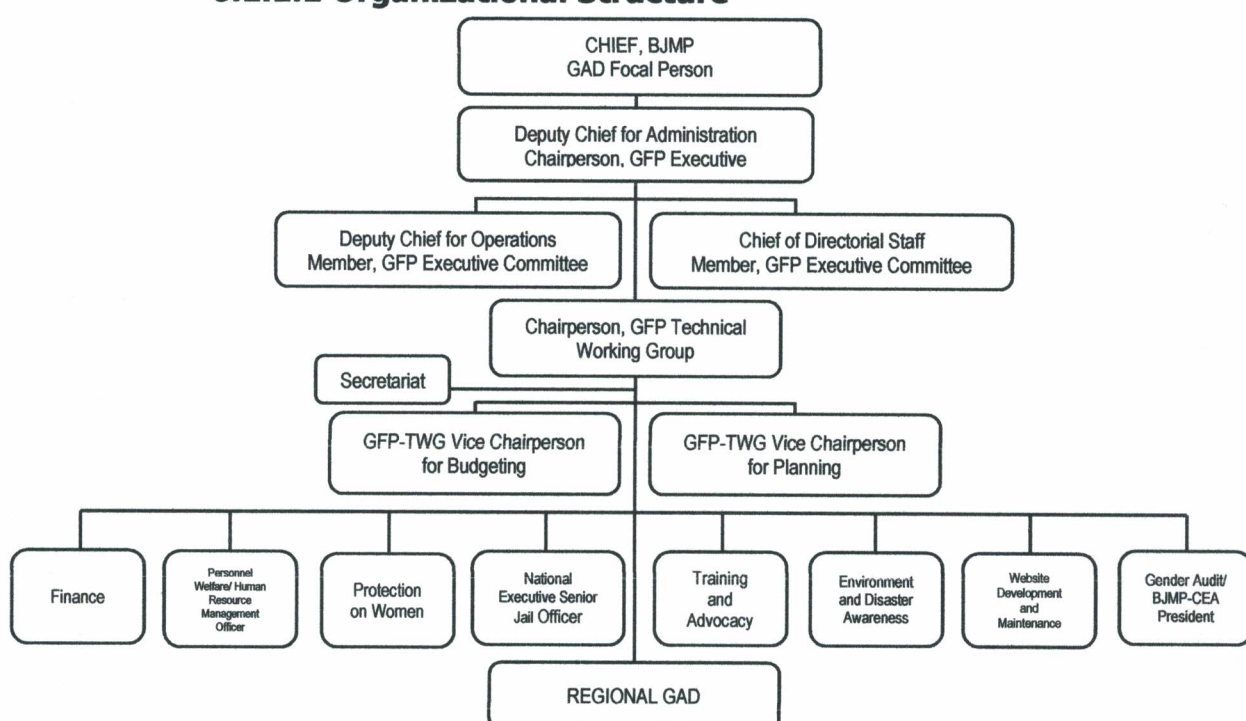 Organizational Structure
CHIEF, BJMP
GAD Focal Person
Deputy Chief for Administration
Chairperson, GFP Executive
Deputy Chief for Operations
Member, GFP Executive Committee
Chief of Directorial Staff
Member, GFP Executive Committee
Chairperson, GFP Technical
Working Group
Secretariat
GFP-TWG Vice Chairperson
for Budgeting
GFP-TWG Vice Chairperson
for Planning
Finance
Personnel
Welfare/ Human
Resource
Management
Officer
Protection
on Women
National
Executive Senior
Jail Officer
Training
and
Advocacy
Environment
and Disaster
Awareness
Website
Development
and
Maintenance
Gender Audit/
BJMP-CEA
President
REGIONAL GAD